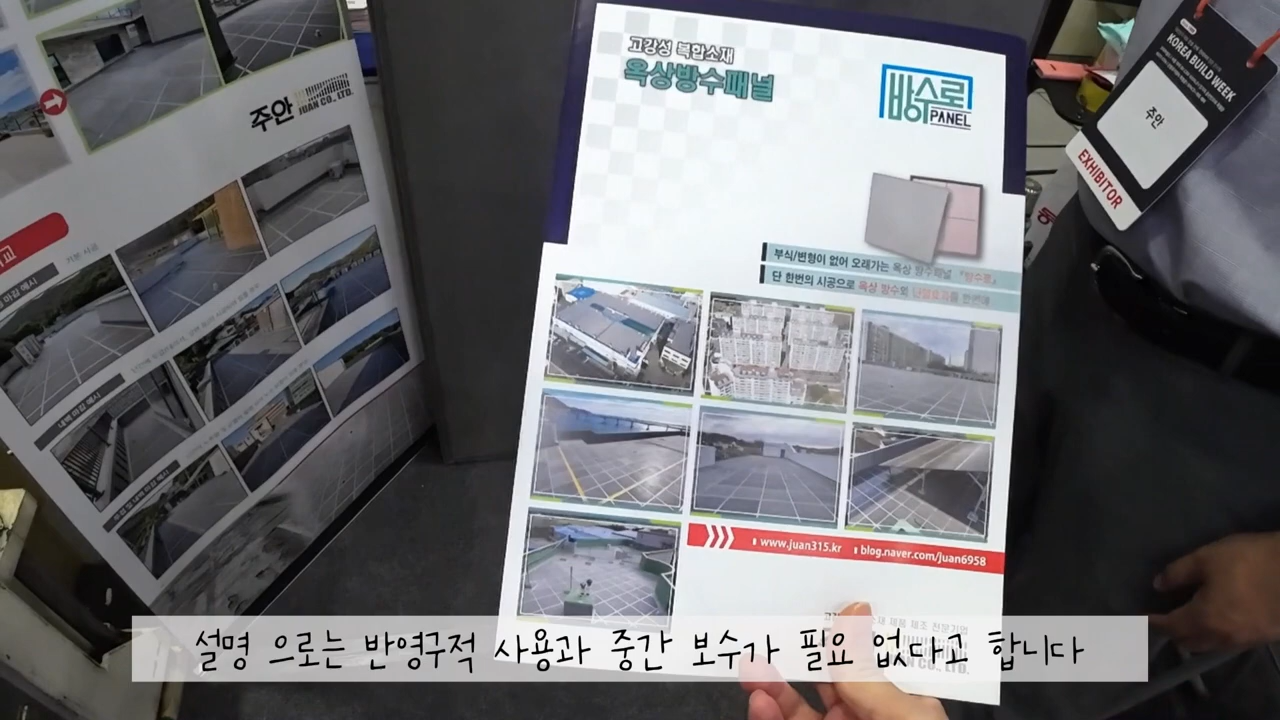 주안 JUAN CO., LTD.
고강성 복합소재
옥상방수패널
방수로
PANEL
부식/변형이 없어 오래가는 옥상 방수패널 『방수로』
단 한번의 시공으로 옥상 방수와 단열효과를 한번에
www.juan315.kr
blog.naver.com/juan6958
KOREA BUILD WEEK
주안
EXHIBITOR
설명 으로는 반영구적 사용과 중간 보수가 필요 없다고 합니다